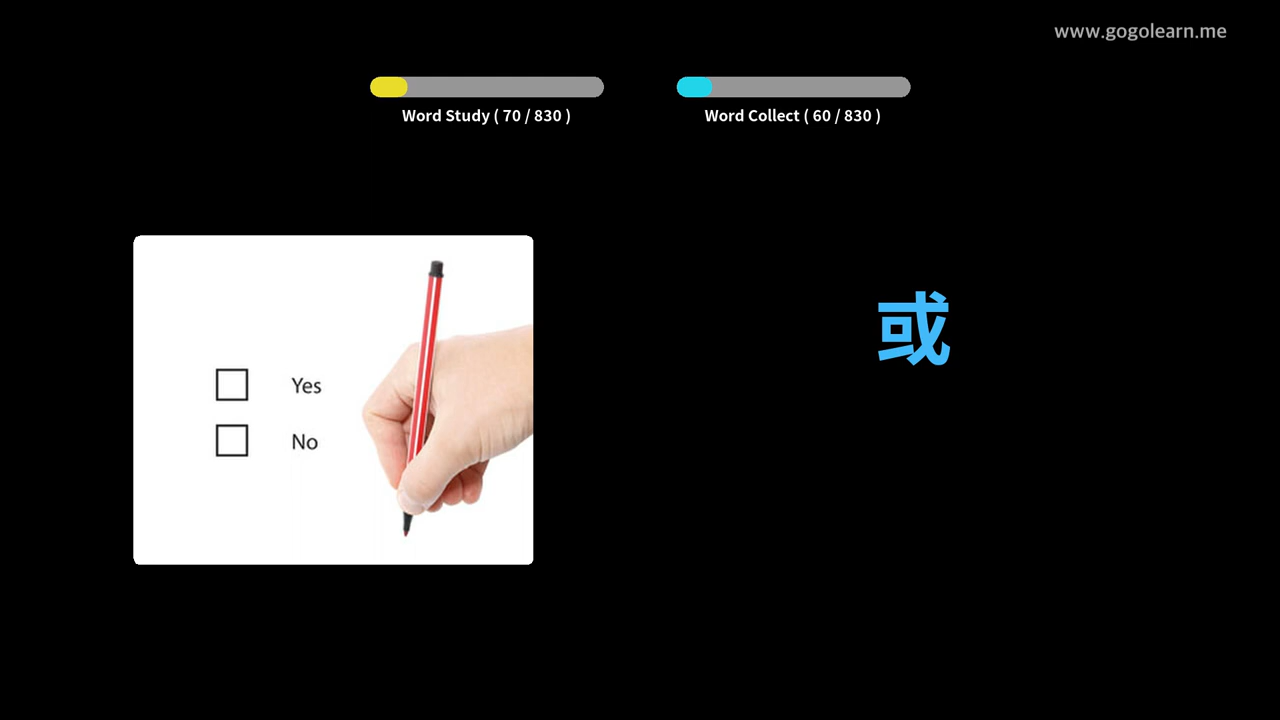 www.gogolearn.me
Word Study ( 70 / 830 )
Word Collect ( 60 / 830 )
Yes
No
或